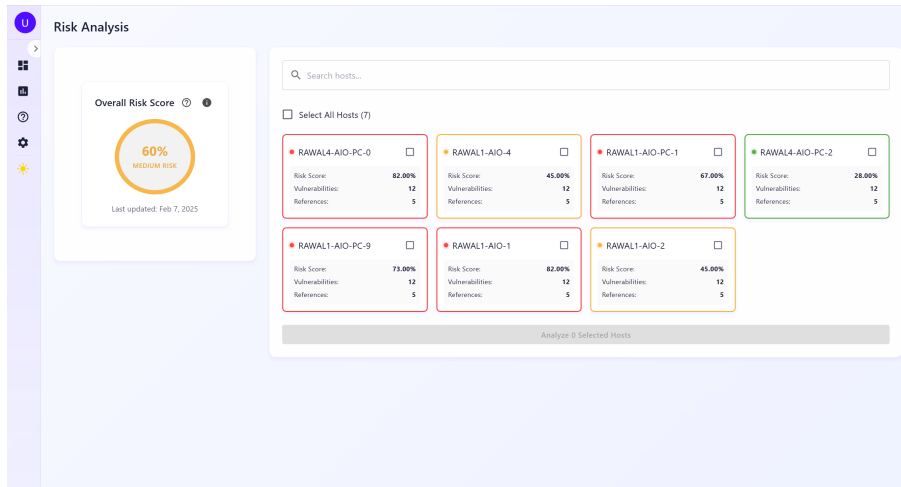 U
Risk Analysis
Overall Risk Score
60%
MEDIUM RISK
Last updated: Feb 7, 2025
Search hosts...
Select All Hosts (7)
RAWAL4-AIO-PC-0
Risk Score: 82.00%
Vulnerabilities: 12
References: 5
RAWAL1-AIO-4
Risk Score: 45.00%
Vulnerabilities: 12
References: 5
RAWAL1-AIO-PC-1
Risk Score: 67.00%
Vulnerabilities: 12
References: 5
RAWAL4-AIO-PC-2
Risk Score: 28.00%
Vulnerabilities: 12
References: 5
RAWAL1-AIO-PC-9
Risk Score: 73.00%
Vulnerabilities: 12
References: 5
RAWAL1-AIO-1
Risk Score: 82.00%
Vulnerabilities: 12
References: 5
RAWAL1-AIO-2
Risk Score: 45.00%
Vulnerabilities: 12
References: 5
Analyze 0 Selected Hosts